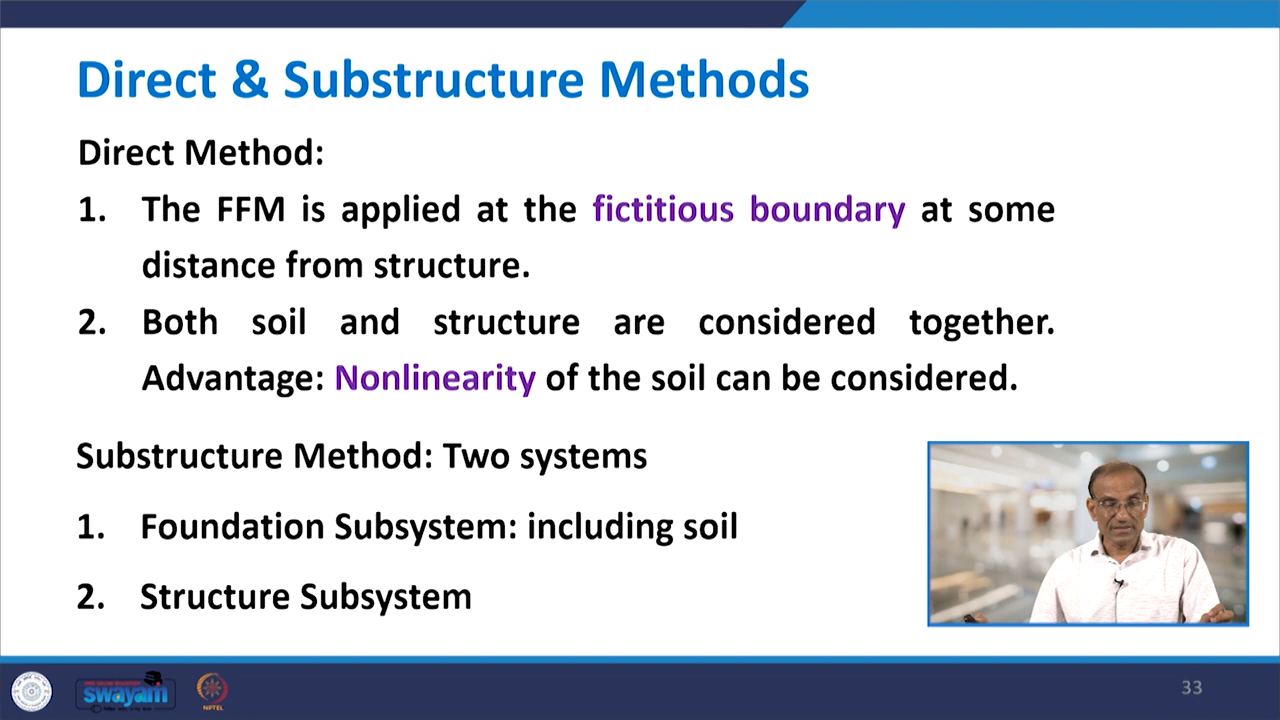 Direct & Substructure Methods
Direct Method:
1. The FFM is applied at the fictitious boundary at some
distance from structure.
2. Both soil and structure are considered together.
Advantage: Nonlinearity of the soil can be considered.
Substructure Method: Two systems
1. Foundation Subsystem: including soil
2. Structure Subsystem
swayam
NPTEL
33